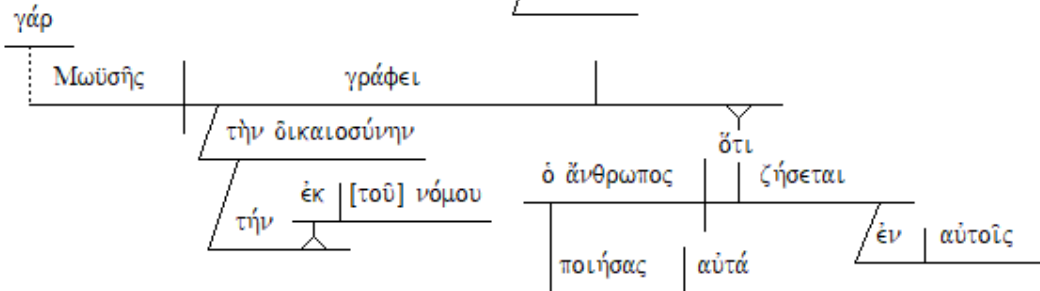 γάρ
Μωϋσῆς γράφει
τὴν δικαιοσύνην
ὅτι
ὁ ἄνθρωπος ζήσεται
ἐκ [τοῦ] νόμου
τήν
ἐν αὐτοῖς
ποιήσας αὐτά